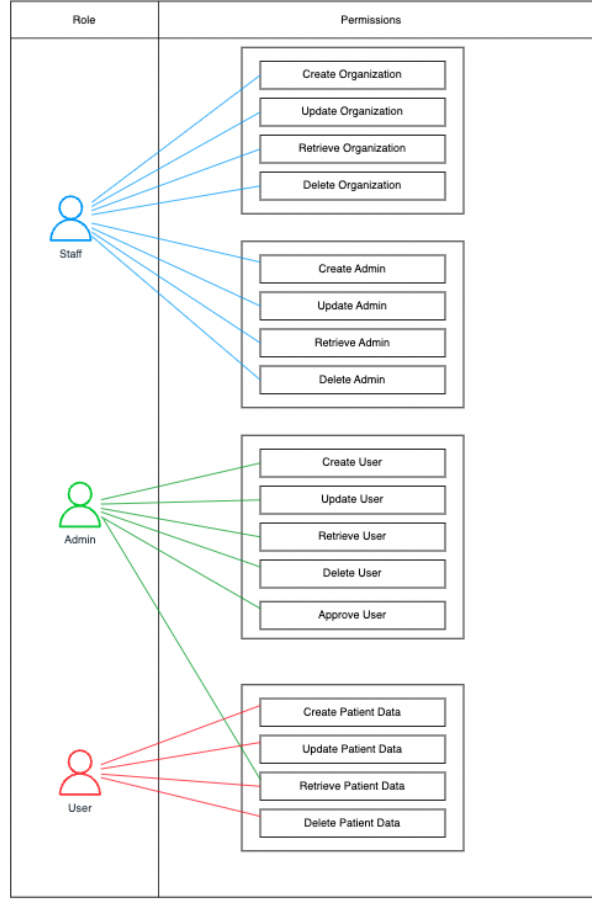 Role
Permissions
Create Organization
Update Organization
Retrieve Organization
Delete Organization
Staff
Create Admin
Update Admin
Retrieve Admin
Delete Admin
Create User
Update User
Retrieve User
Delete User
Approve User
Admin
Create Patient Data
Update Patient Data
Retrieve Patient Data
Delete Patient Data
User